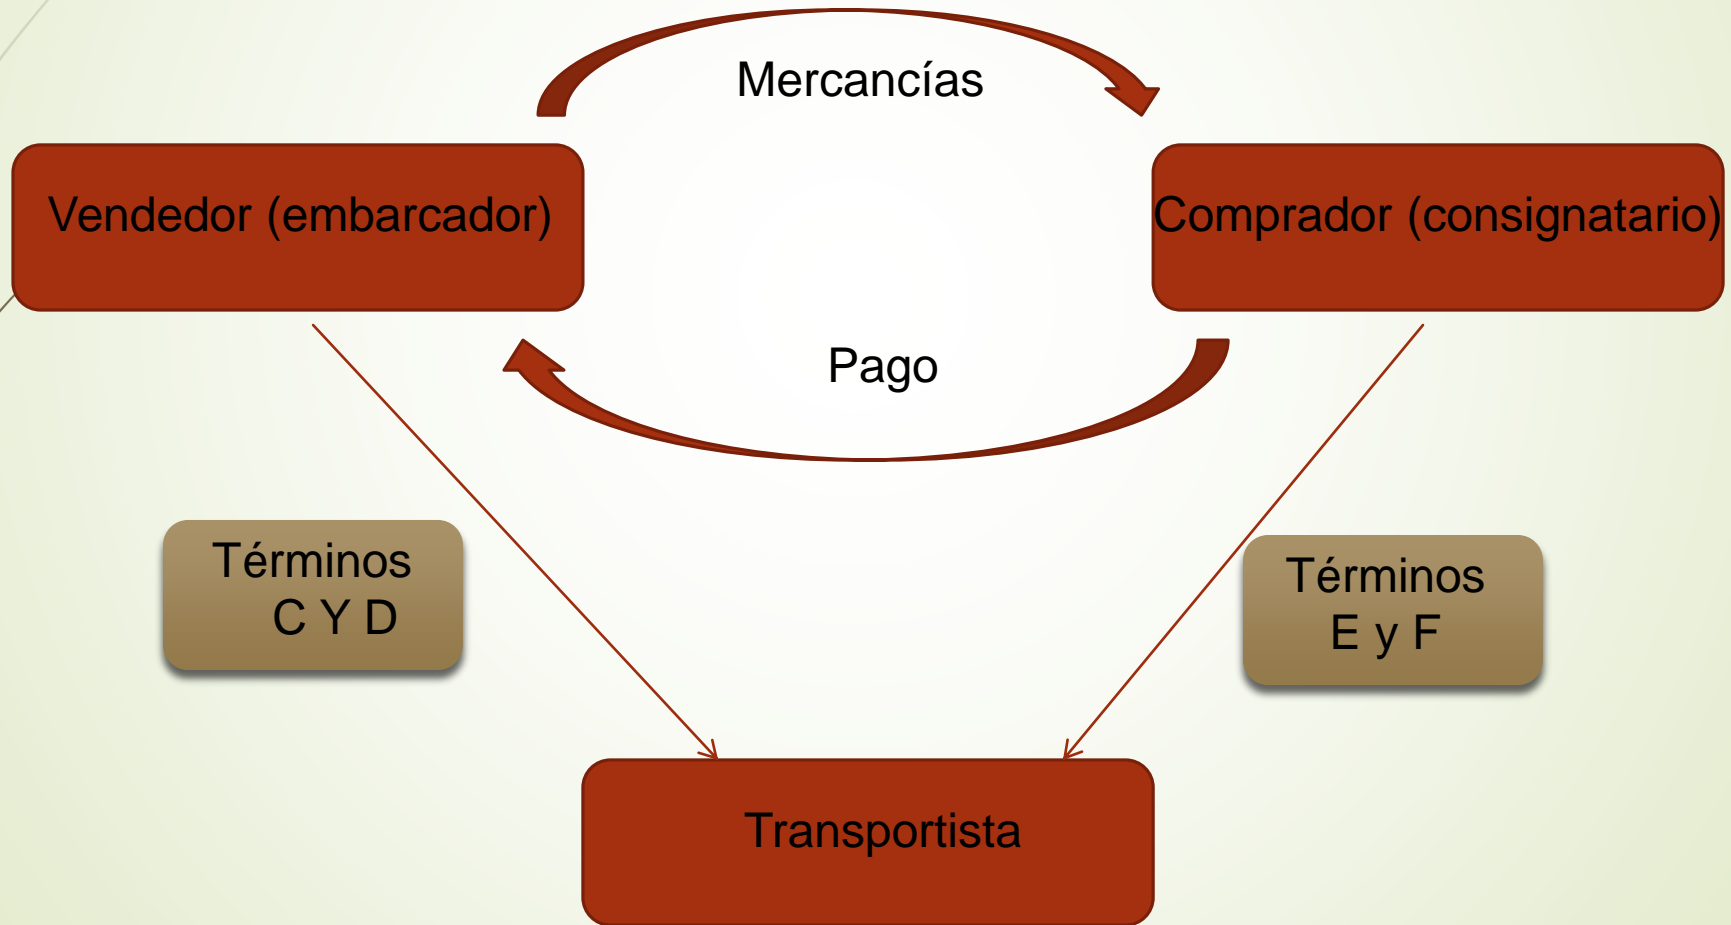 Mercancías
Vendedor (embarcador)
Comprador (consignatario)
Pago
Términos
C Y D
Términos
E y F
Transportista